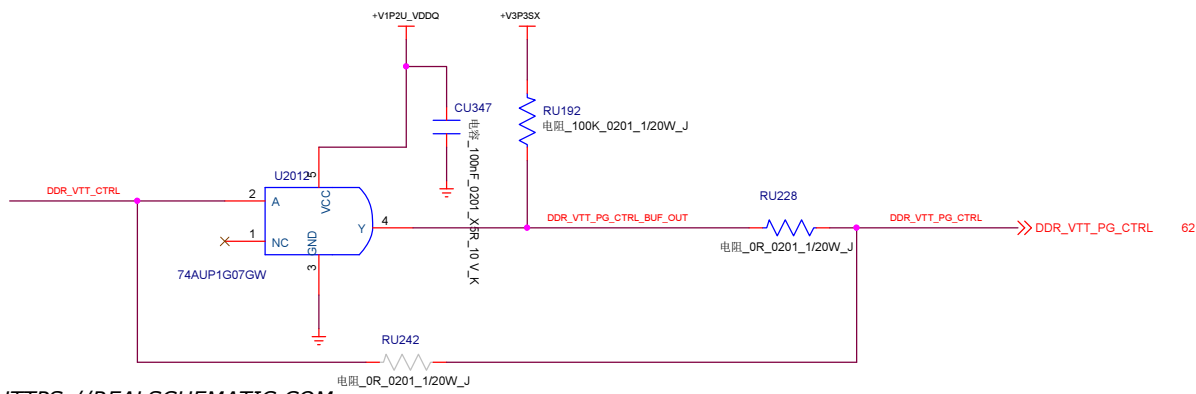 +V1P2U_VDDQ
+V3P3SX
CU347
电容_100nF_0201_X5R_10 V_K
RU192
电阻_100K_0201_1/20W_J
U2012
5
VCC
DDR_VTT_CTRL
2
A
1
NC
GND
3
Y
4
74AUP1G07GW
DDR_VTT_PG_CTRL_BUF_OUT
RU228
电阻_0R_0201_1/20W_J
DDR_VTT_PG_CTRL
DDR_VTT_PG_CTRL 62
RU242
电阻_0R_0201_1/20W_J
HTTPS://REALSCHEMATIC.COM